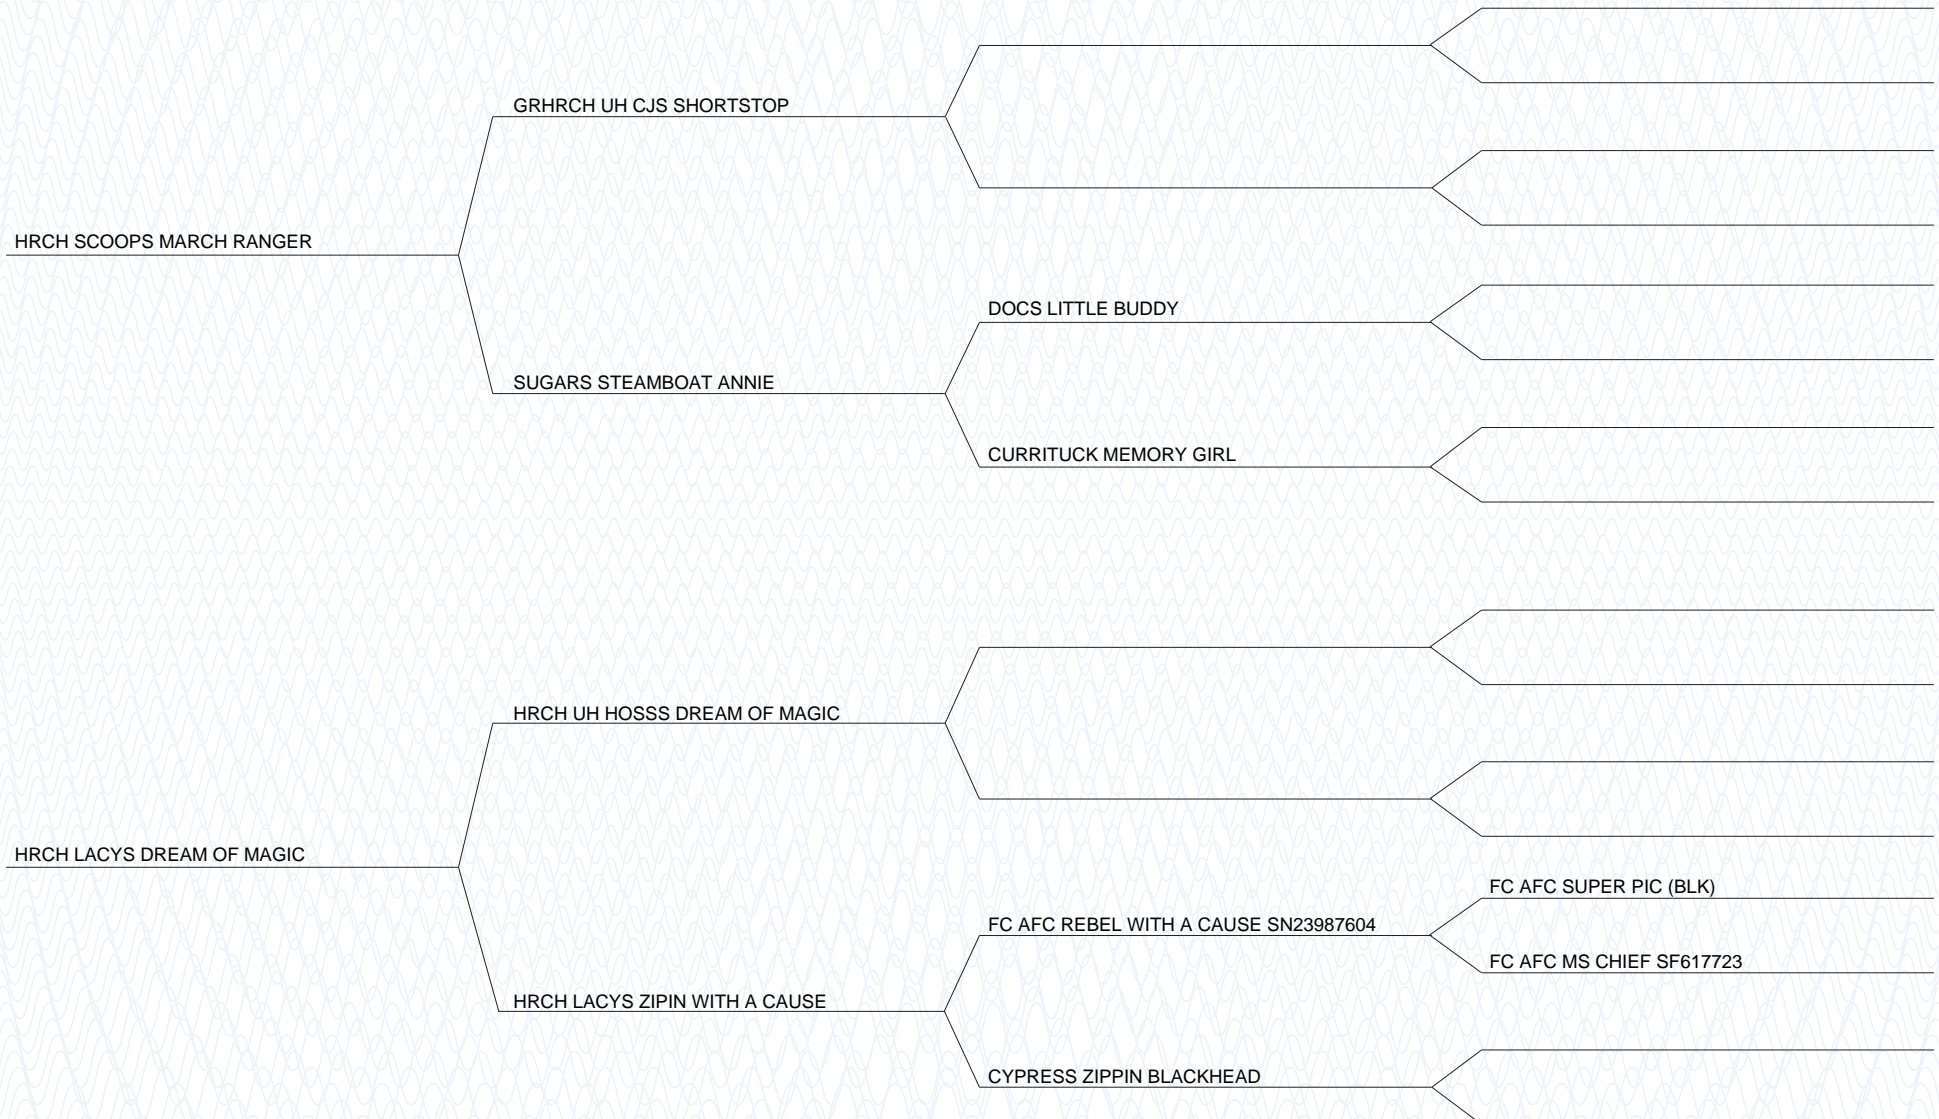 GRHRCH UH CJS SHORTSTOP
HRCH SCOOPS MARCH RANGER
DOCS LITTLE BUDDY
SUGARS STEAMBOAT ANNIE
CURRITUCK MEMORY GIRL
HRCH UH HOSSS DREAM OF MAGIC
HRCH LACYS DREAM OF MAGIC
FC AFC SUPER PIC (BLK)
FC AFC REBEL WITH A CAUSE SN23987604
FC AFC MS CHIEF SF617723
HRCH LACYS ZIPIN WITH A CAUSE
CYPRESS ZIPPIN BLACKHEAD